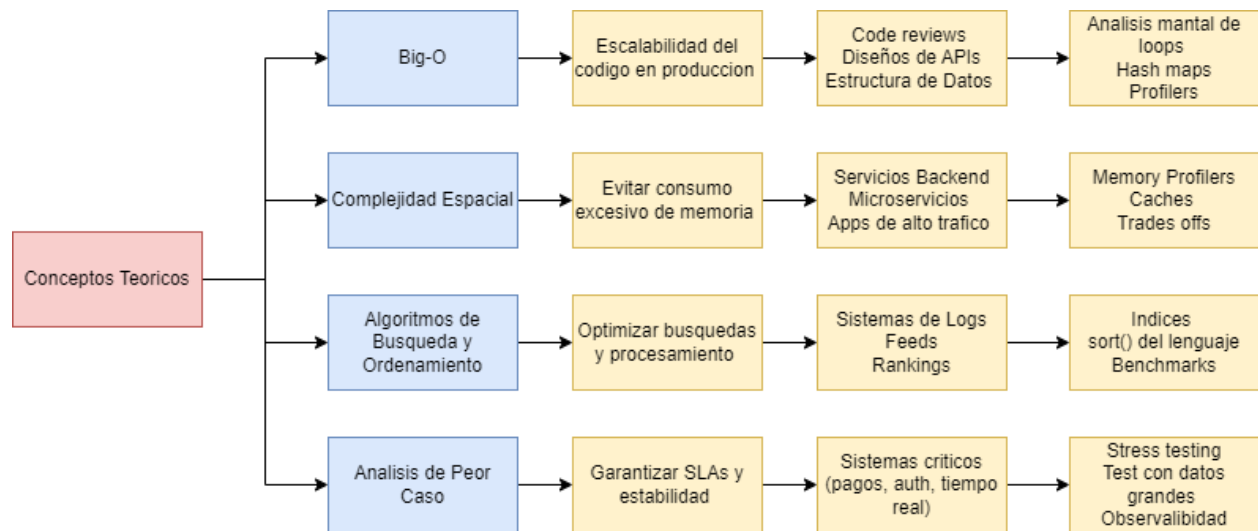 Conceptos Teoricos
Big-O
Escalabilidad del
codigo en produccion
Code reviews
Diseños de APIs
Estructura de Datos
Analisis mantal de
loops
Hash maps
Profilers
Complejidad Espacial
Evitar consumo
excesivo de memoria
Servicios Backend
Microservicios
Apps de alto trafico
Memory Profilers
Caches
Trades offs
Algoritmos de
Busqueda y
Ordenamiento
Optimizar busquedas
y procesamiento
Sistemas de Logs
Feeds
Rankings
Indices
sort() del lenguaje
Benchmarks
Analisis de Peor
Caso
Garantizar SLAs y
estabilidad
Sistemas criticos
(pagos, auth, tiempo
real)
Stress testing
Test con datos
grandes
Observalibidad